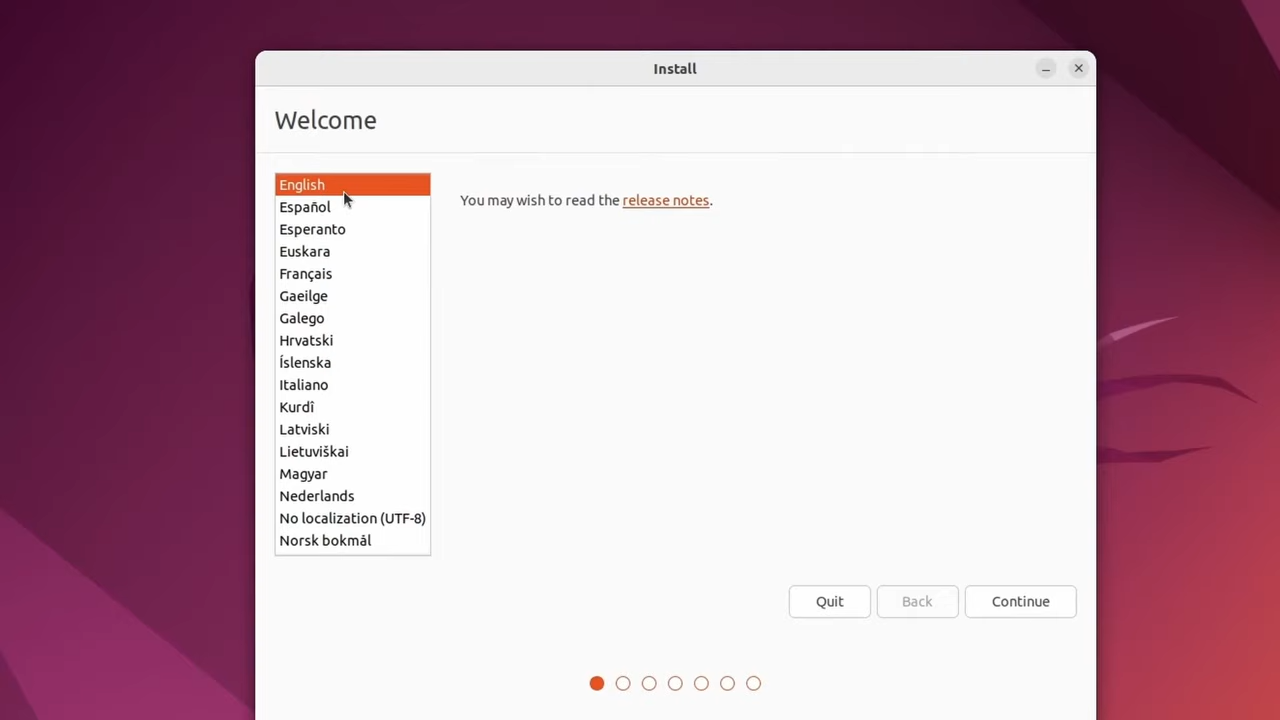 Install
Welcome
English
Español
Esperanto
Euskara
Français
Gaeilge
Galego
Hrvatski
Íslenska
Italiano
Kurdî
Latviski
Lietuviškai
Magyar
Nederlands
No localization (UTF-8)
Norsk bokmål
You may wish to read the release notes.
Quit
Back
Continue